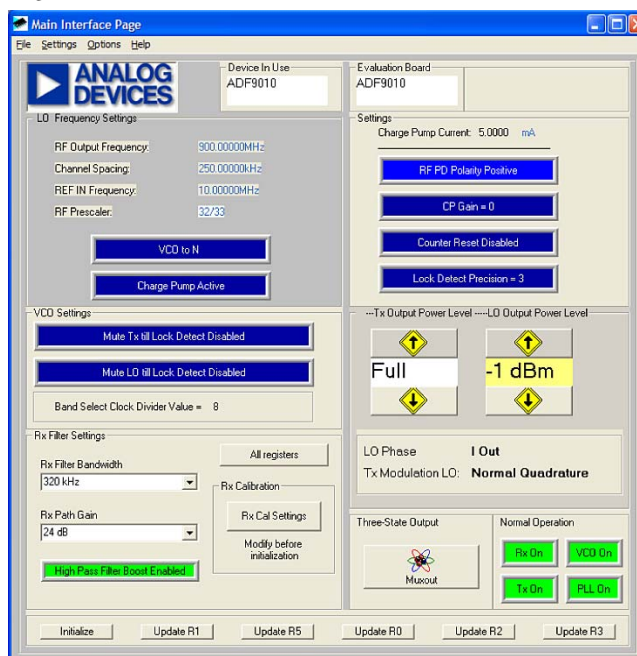 Main Interface Page
File Settings Options Help
ANALOG
DEVICES
Device In Use
ADF9010
Evaluation Board
ADF9010
LO Frequency Settings
RF Output Frequency: 900.00000MHz
Channel Spacing: 250.00000kHz
REF IN Frequency: 10.00000MHz
RF Prescaler: 32/33
VCO to N
Charge Pump Active
Settings
Charge Pump Current: 5.0000 mA
RF PD Polarity Positive
CP Gain = 0
Counter Reset Disabled
Lock Detect Precision = 3
VCO Settings
Mute Tx till Lock Detect Disabled
Mute LO till Lock Detect Disabled
Band Select Clock Divider Value = 8
---Tx Output Power Level -----LO Output Power Level---
Full -1 dBm
Rx Filter Settings
Rx Filter Bandwidth
320 kHz
Rx Path Gain
24 dB
High Pass Filter Boost Enabled
All registers
Rx Calibration
Rx Cal Settings
Modify before
initialization
LO Phase I Out
Tx Modulation LO: Normal Quadrature
Three-State Output
Muxout
Normal Operation
Rx On VCO On
Tx On PLL On
Initialize Update R1 Update R5 Update R0 Update R2 Update R3